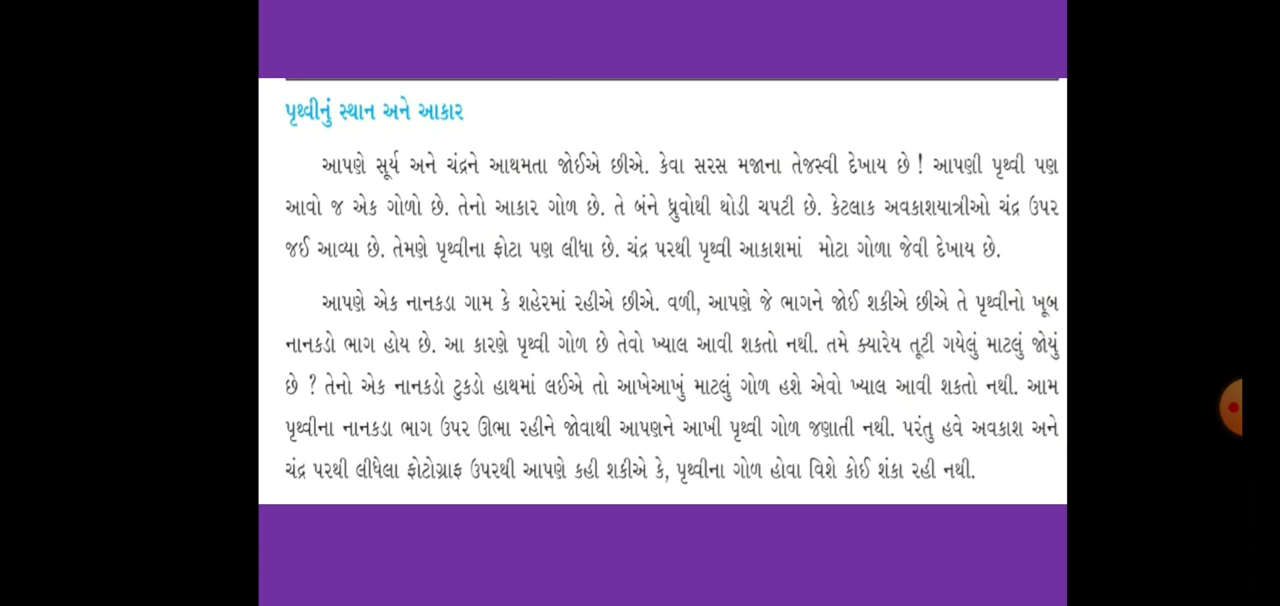 પૃથ્વીનું સ્થાન અને આકાર
આપણે સૂર્ય અને ચંદ્રને આથમતા જોઈએ છીએ. કેવા સરસ મજાના તેજસ્વી દેખાય છે ! આપણી પૃથ્વી પણ
આવો જ એક ગોળો છે. તેનો આકાર ગોળ છે. તે બંને ધ્રુવોથી થોડી ચપટી છે. કેટલાક અવકાશયાત્રીઓ ચંદ્ર ઉપર
જઈ આવ્યા છે. તેમણે પૃથ્વીના ફોટા પણ લીધા છે. ચંદ્ર પરથી પૃથ્વી આકાશમાં મોટા ગોળા જેવી દેખાય છે.
આપણે એક નાનકડા ગામ કે શહેરમાં રહીએ છીએ. વળી, આપણે જે ભાગને જોઈ શકીએ છીએ તે પૃથ્વીનો ખૂબ
નાનકડો ભાગ હોય છે. આ કારણે પૃથ્વી ગોળ છે તેવો ખ્યાલ આવી શકતો નથી. તમે ક્યારેય તૂટી ગયેલું માટલું જોયું
છે ? તેનો એક નાનકડો ટુકડો હાથમાં લઈએ તો આખેઆખું માટલું ગોળ હશે એવો ખ્યાલ આવી શકતો નથી. આમ
પૃથ્વીના નાનકડા ભાગ ઉપર ઊભા રહીને જોવાથી આપણને આખી પૃથ્વી ગોળ જણાતી નથી. પરંતુ હવે અવકાશ અને
ચંદ્ર પરથી લીધેલા ફોટોગ્રાફ ઉપરથી આપણે કહી શકીએ કે, પૃથ્વીના ગોળ હોવા વિશે કોઈ શંકા રહી નથી.